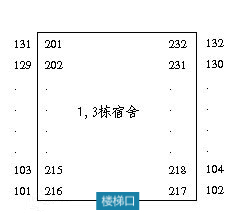 131 201 232 132
129 202 231 130
. . . .
. . . .
1,3栋宿舍
. . . .
. . . .
103 215 218 104
101 216 217 102
楼梯口